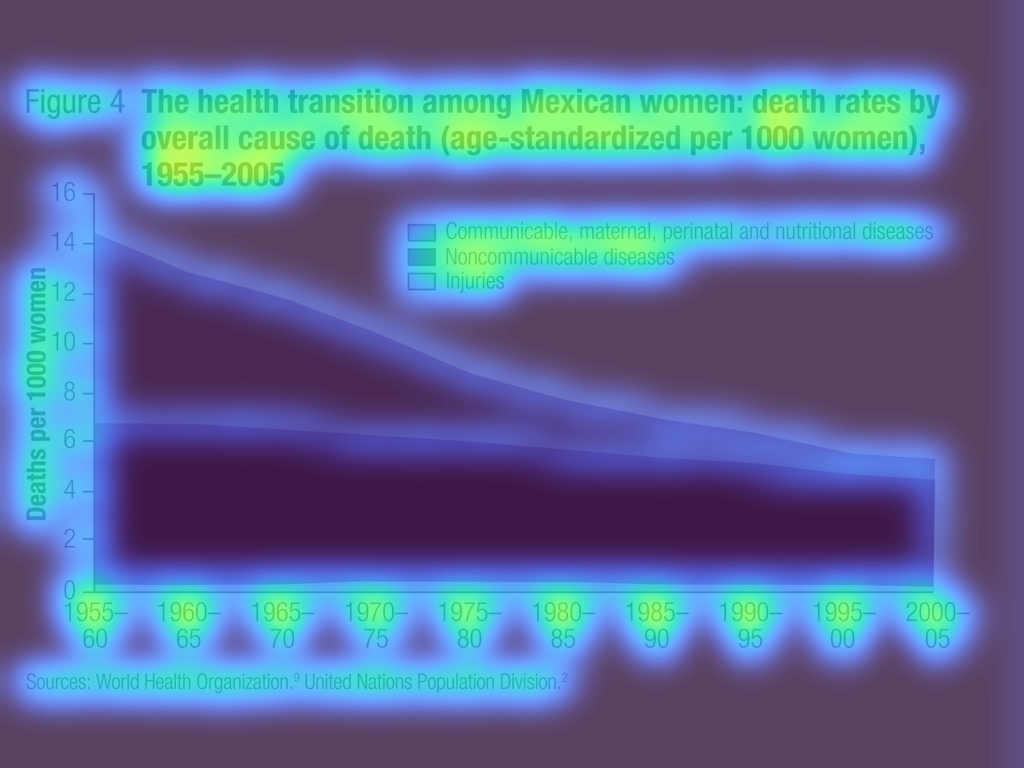 Figure 4 The health transition among Mexican women: death rates by
overall cause of death (age-standardized per 1000 women),
1955–2005
Communicable, maternal, perinatal and nutritional diseases
Noncommunicable diseases
Injuries
Deaths per 1000 women
16
14
12
10
8
6
4
2
0
1955– 1960– 1965– 1970– 1975– 1980– 1985– 1990– 1995– 2000–
60 65 70 75 80 85 90 95 00 05
Sources: World Health Organization.⁹ United Nations Population Division.²